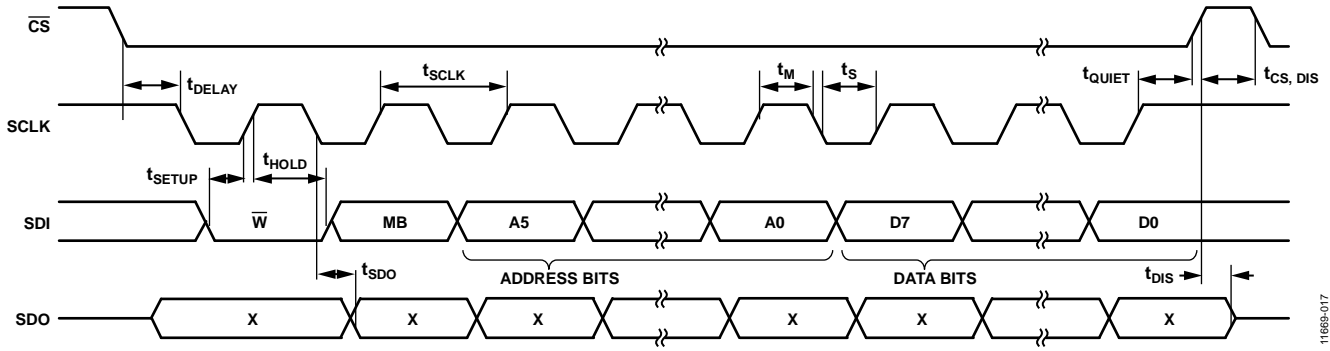 C̅S̅
tDELAY
tSCLK
tM
tS
tQUIET
tCS, DIS
SCLK
tSETUP
tHOLD
SDI
W̅
MB
A5
A0
D7
D0
tSDO
ADDRESS BITS
DATA BITS
tDIS
SDO
X
X
X
X
X
X
11669-017